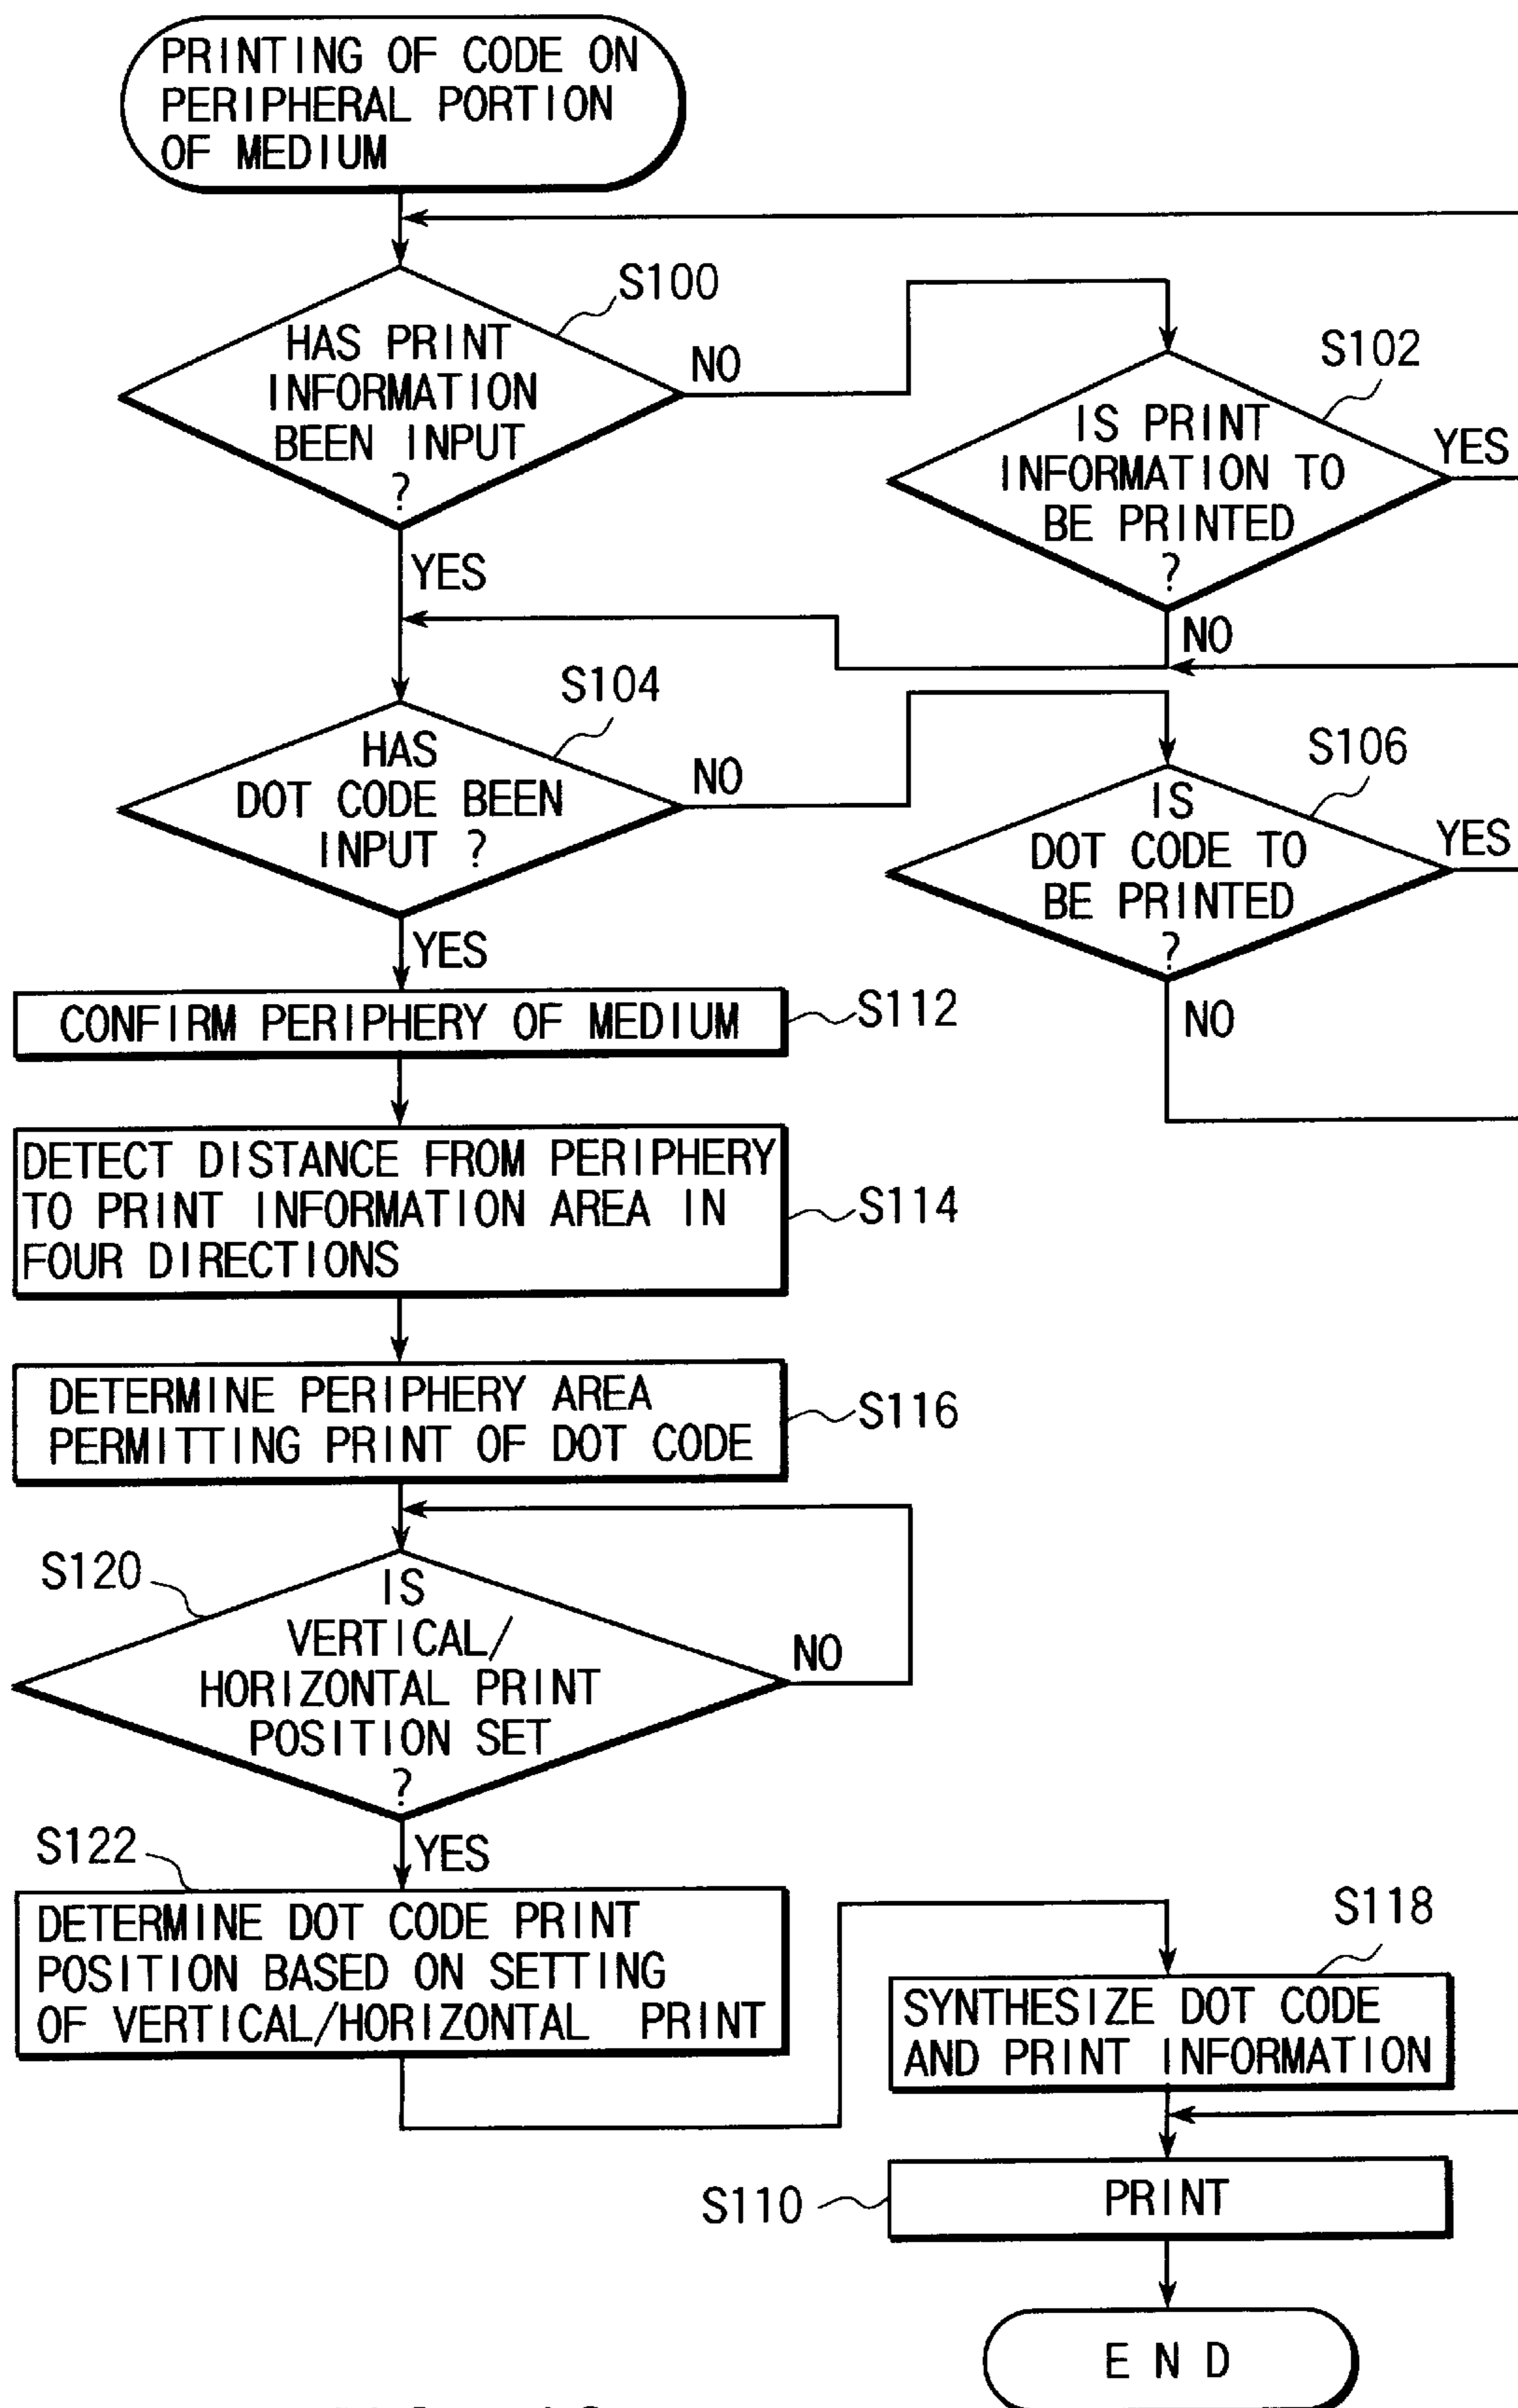 PRINTING OF CODE ON
PERIPHERAL PORTION
OF MEDIUM
S100
HAS PRINT
INFORMATION
BEEN INPUT
?
NO
YES
S102
IS PRINT
INFORMATION TO
BE PRINTED
?
YES
NO
S104
HAS
DOT CODE BEEN
INPUT ?
NO
YES
S106
IS
DOT CODE TO
BE PRINTED
?
YES
NO
CONFIRM PERIPHERY OF MEDIUM
S112
DETECT DISTANCE FROM PERIPHERY
TO PRINT INFORMATION AREA IN
FOUR DIRECTIONS
S114
DETERMINE PERIPHERY AREA
PERMITTING PRINT OF DOT CODE
S116
S120
IS
VERTICAL/
HORIZONTAL PRINT
POSITION SET
?
NO
YES
S122
DETERMINE DOT CODE PRINT
POSITION BASED ON SETTING
OF VERTICAL/HORIZONTAL PRINT
S118
SYNTHESIZE DOT CODE
AND PRINT INFORMATION
S110
PRINT
END